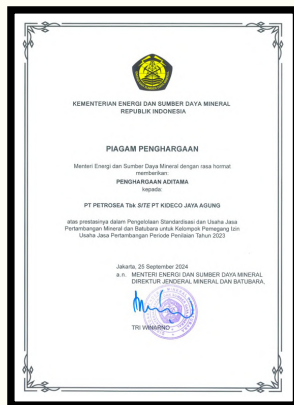 KEMENTERIAN ENERGI DAN SUMBER DAYA MINERAL
REPUBLIK INDONESIA
PIAGAM PENGHARGAAN
Menteri Energi dan Sumber Daya Mineral dengan rasa hormat
memberikan:
PENGHARGAAN ADITAMA
kepada:
PT PETROSEA Tbk SITE PT KIDECO JAYA AGUNG
atas prestasinya dalam Pengelolaan Standardisasi dan Usaha Jasa
Pertambangan Mineral dan Batubara untuk Kelompok Pemegang Izin
Usaha Jasa Pertambangan Periode Penilaian Tahun 2023
Jakarta, 25 September 2024
a.n. MENTERI ENERGI DAN SUMBER DAYA MINERAL
DIREKTUR JENDERAL MINERAL DAN BATUBARA,
TRI WINARNO